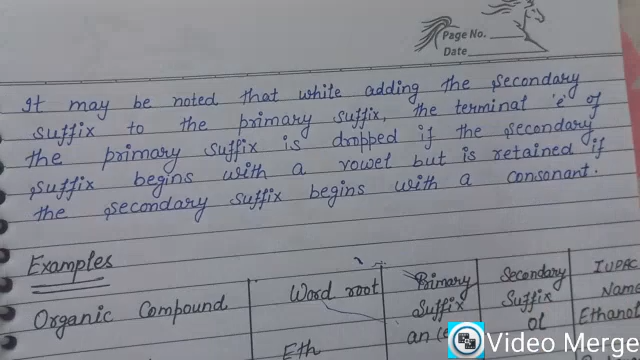 Page No.
Date
It may be noted that while adding the secondary
suffix to the primary suffix, the terminal 'e' of
the primary suffix is dropped if the secondary
suffix begins with a vowel but is retained if
the secondary suffix begins with a consonant.
Examples
Organic Compound Word root Primary Suffix Secondary Suffix IUPAC Name
Eth an(e) ol Ethanol
Video Merge